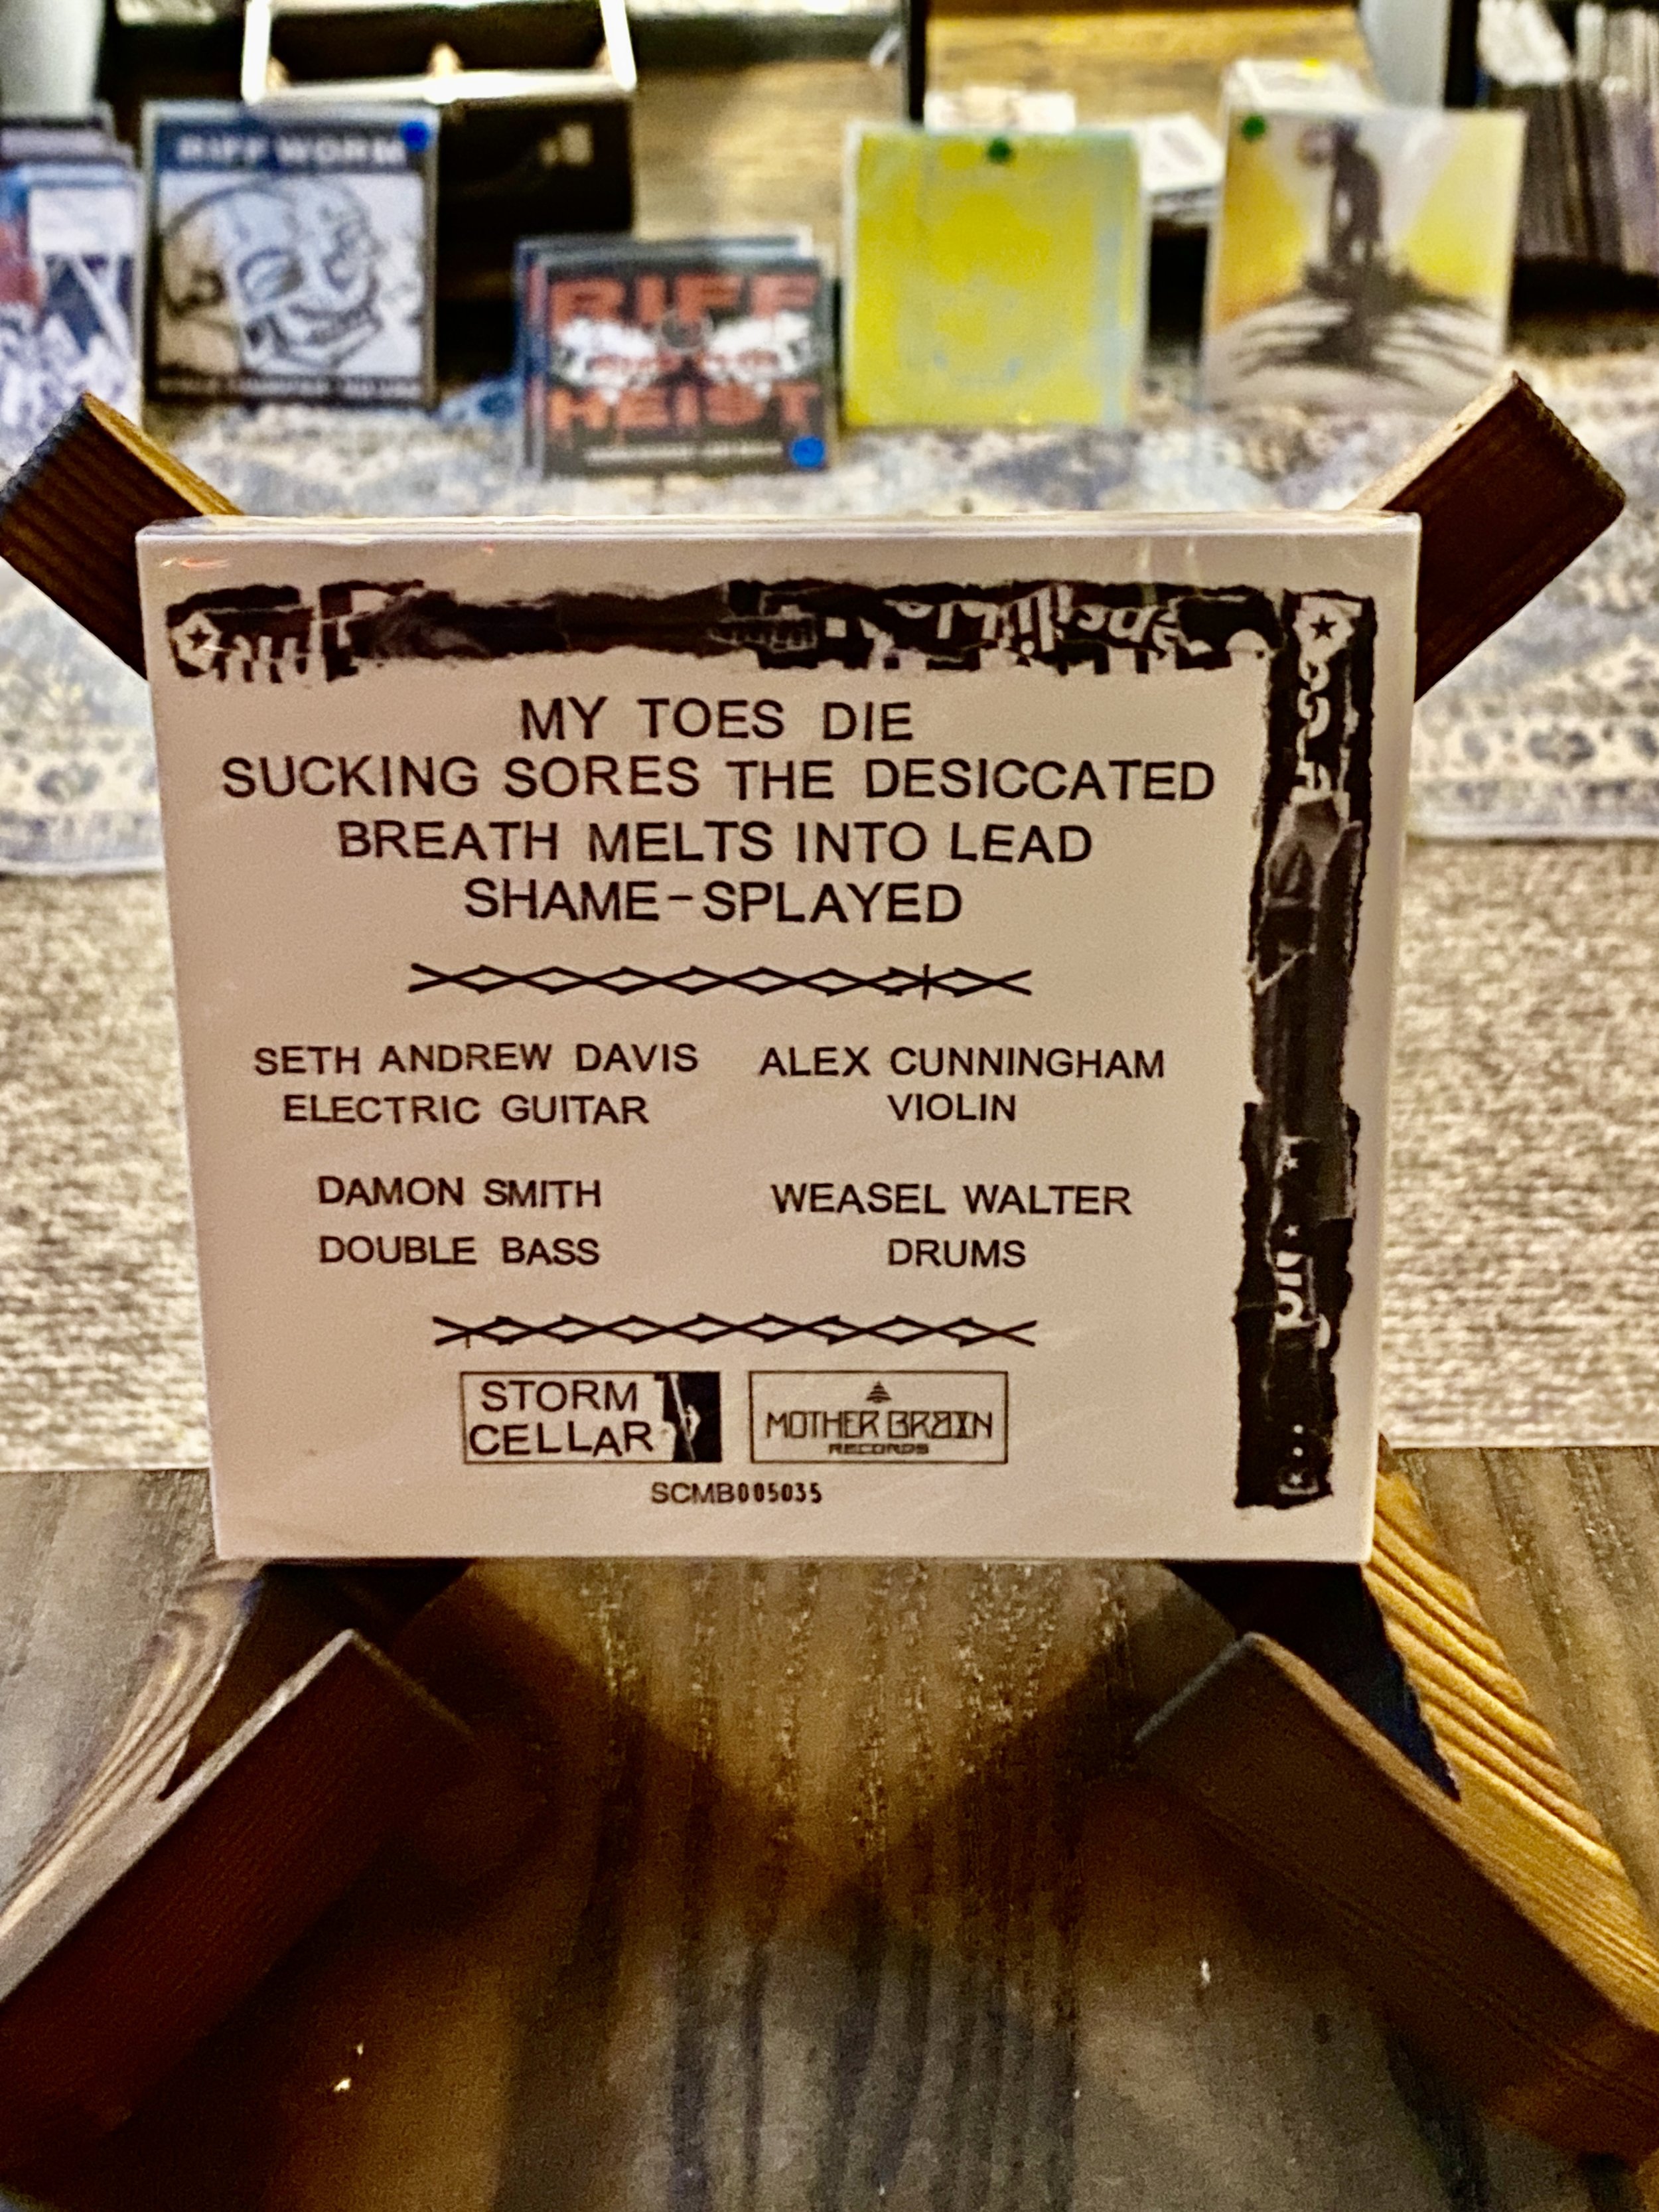 RIFF WORM
RIFF
HEIST
MY TOES DIE
SUCKING SORES THE DESICCATED
BREATH MELTS INTO LEAD
SHAME-SPLAYED
SETH ANDREW DAVIS
ELECTRIC GUITAR
ALEX CUNNINGHAM
VIOLIN
DAMON SMITH
DOUBLE BASS
WEASEL WALTER
DRUMS
STORM
CELLAR
MOTHER BRAIN
RECORDS
SCMB005035